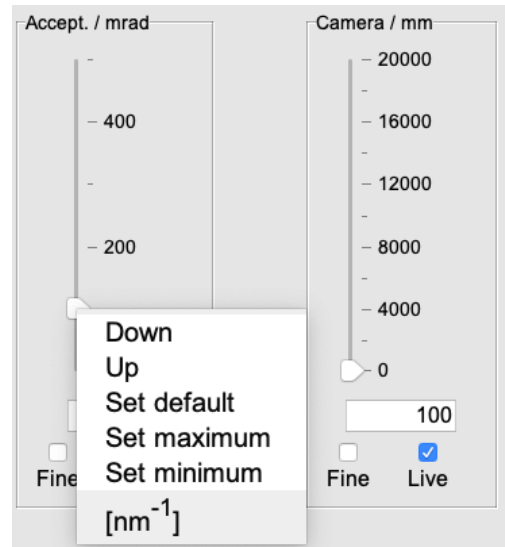 Accept. / mrad
400
200
Down
Up
Set default
Set maximum
Set minimum
[nm⁻¹]
Fine
Camera / mm
20000
16000
12000
8000
4000
0
100
Fine Live